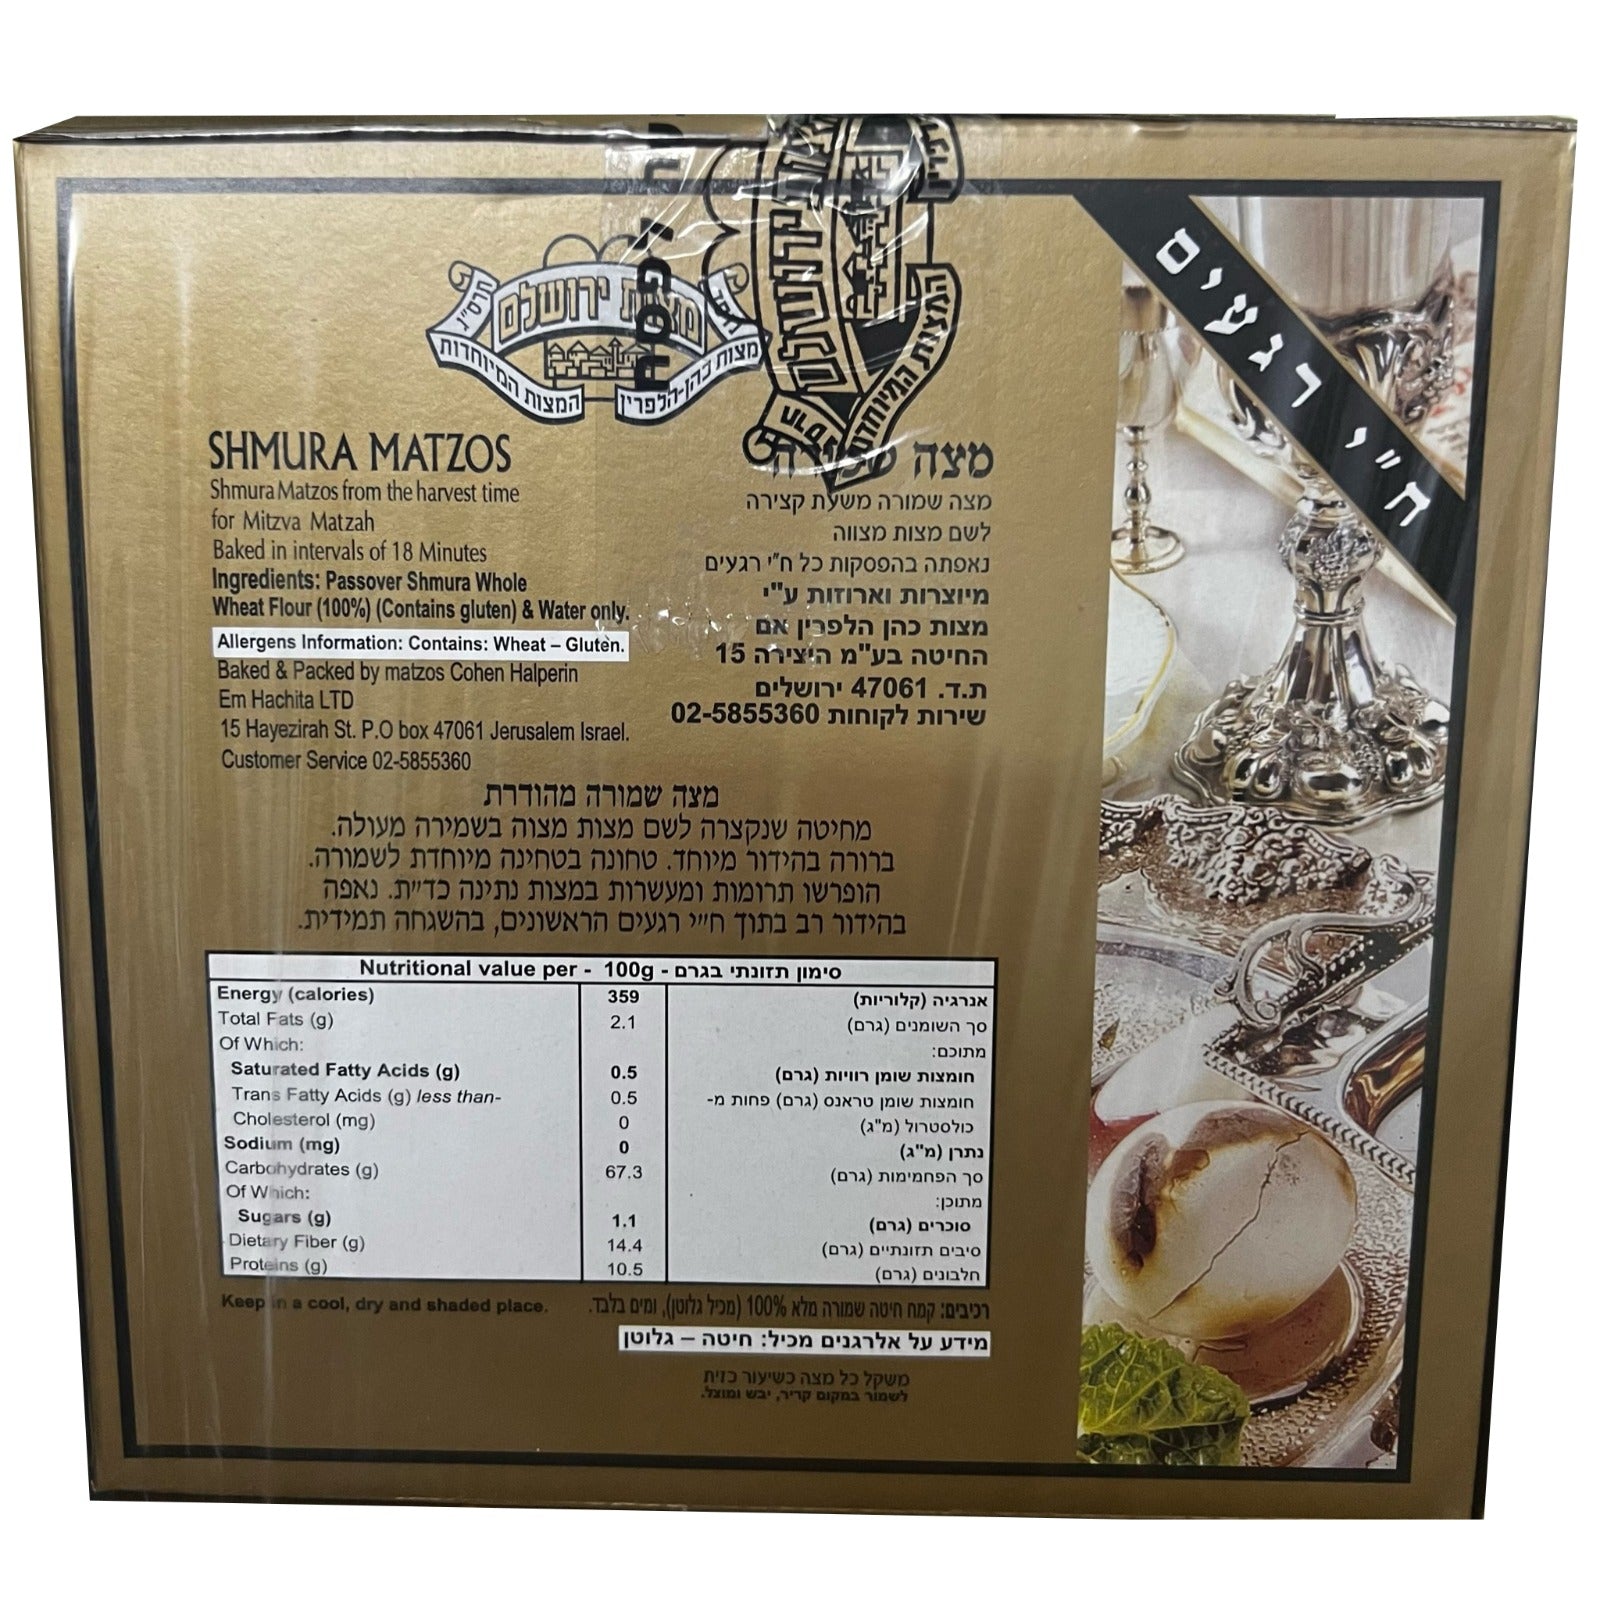 מצות ירושלים
תרס"ג
מצות כהן-הלפרין
המצות המיוחדות
ירושלים
המצות המיוחדות
ח"י רגעים
SHMURA MATZOS
Shmura Matzos from the harvest time
for Mitzva Matzah
Baked in intervals of 18 Minutes
Ingredients: Passover Shmura Whole
Wheat Flour (100%) (Contains gluten) & Water only.
Allergens Information: Contains: Wheat – Gluten.
Baked & Packed by matzos Cohen Halperin
Em Hachita LTD
15 Hayezirah St. P.O box 47061 Jerusalem Israel.
Customer Service 02-5855360
מצה שמורה
מצה שמורה משעת קצירה
לשם מצות מצווה
נאפתה בהפסקות כל ח"י רגעים
מיוצרות וארוזות ע"י
מצות כהן הלפרין אם
החיטה בע"מ היצירה 15
ת.ד. 47061 ירושלים
שירות לקוחות 02-5855360
מצה שמורה מהודרת
מחיטה שנקצרה לשם מצות מצוה בשמירה מעולה.
ברורה בהידור מיוחד. טחונה בטחינה מיוחדת לשמורה.
הופרשו תרומות ומעשרות במצות נתינה כד"ת. נאפה
בהידור רב בתוך ח"י רגעים הראשונים, בהשגחה תמידית.
Nutritional value per - 100g - סימון תזונתי בגרם
Energy (calories) 359 אנרגיה (קלוריות)
Total Fats (g) 2.1 סך השומנים (גרם)
Of Which: מתוכם:
Saturated Fatty Acids (g) 0.5 חומצות שומן רוויות (גרם)
Trans Fatty Acids (g) less than- 0.5 חומצות שומן טראנס (גרם) פחות מ-
Cholesterol (mg) 0 כולסטרול (מ"ג)
Sodium (mg) 0 נתרן (מ"ג)
Carbohydrates (g) 67.3 סך הפחמימות (גרם)
Of Which: מתוכן:
Sugars (g) 1.1 סוכרים (גרם)
Dietary Fiber (g) 14.4 סיבים תזונתיים (גרם)
Proteins (g) 10.5 חלבונים (גרם)
Keep in a cool, dry and shaded place.
רכיבים: קמח חיטה שמורה מלא 100% (מכיל גלוטן), ומים בלבד.
מידע על אלרגנים מכיל: חיטה – גלוטן
משקל כל מצה כשיעור כזית
לשמור במקום קריר, יבש ומוצל.